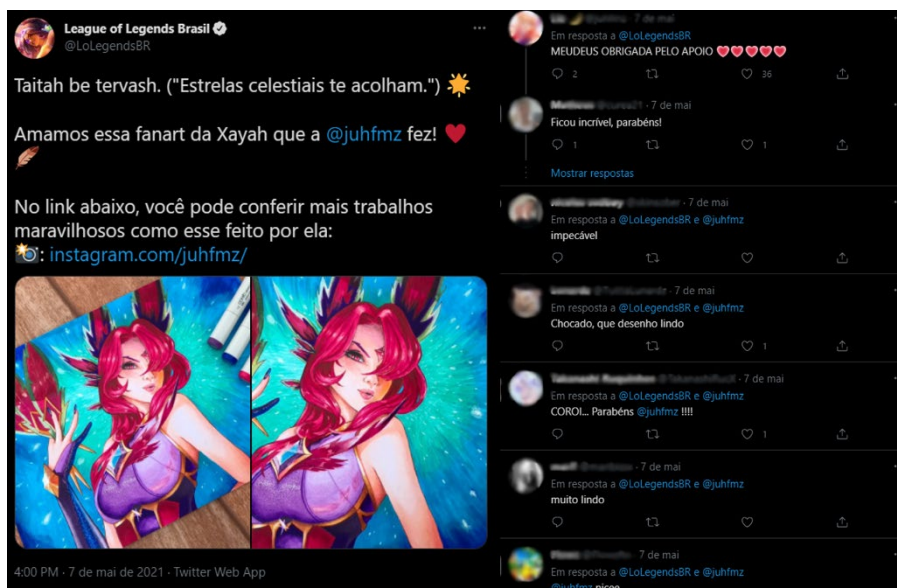 League of Legends Brasil
@LoLegendsBR
Taitah be tervash. ("Estrelas celestiais te acolham.")
Amamos essa fanart da Xayah que a @juhfmz fez!
No link abaixo, você pode conferir mais trabalhos
maravilhosos como esse feito por ela:
: instagram.com/juhfmz/
4:00 PM · 7 de mai de 2021 · Twitter Web App
· 7 de mai
Em resposta a @LoLegendsBR
MEUDEUS OBRIGADA PELO APOIO
2
36
· 7 de mai
Ficou incrível, parabéns!
1
1
Mostrar respostas
· 7 de mai
Em resposta a @LoLegendsBR e @juhfmz
impecável
· 7 de mai
Em resposta a @LoLegendsBR e @juhfmz
Chocado, que desenho lindo
1
· 7 de mai
Em resposta a @LoLegendsBR e @juhfmz
COROI... Parabéns @juhfmz !!!!
1
· 7 de mai
Em resposta a @LoLegendsBR e @juhfmz
muito lindo
· 7 de mai
Em resposta a @LoLegendsBR e @juhfmz
@juhfmz